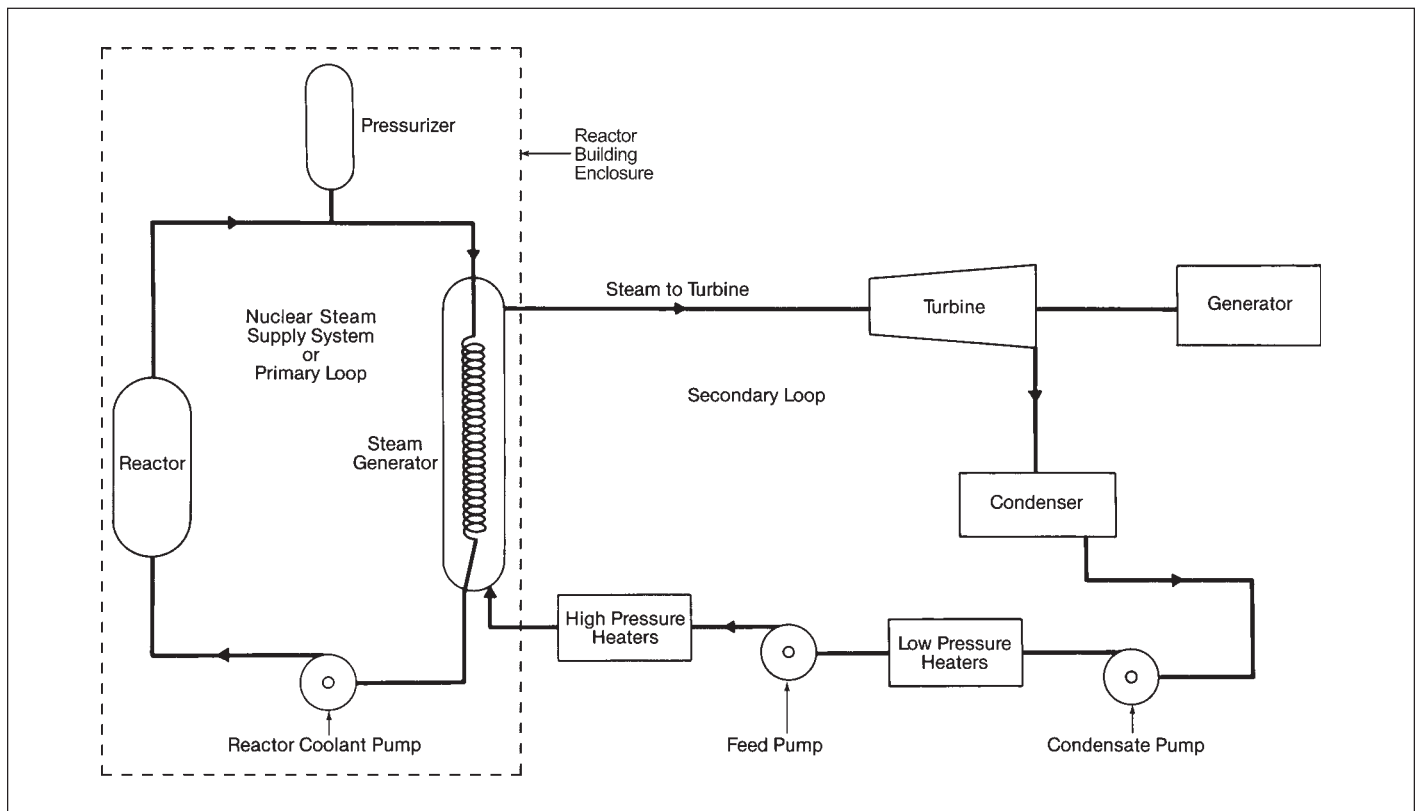 Pressurizer
Reactor
Building
Enclosure
Nuclear Steam
Supply System
or
Primary Loop
Steam to Turbine
Turbine
Generator
Secondary Loop
Reactor
Steam
Generator
Condenser
High Pressure
Heaters
Low Pressure
Heaters
Reactor Coolant Pump
Feed Pump
Condensate Pump